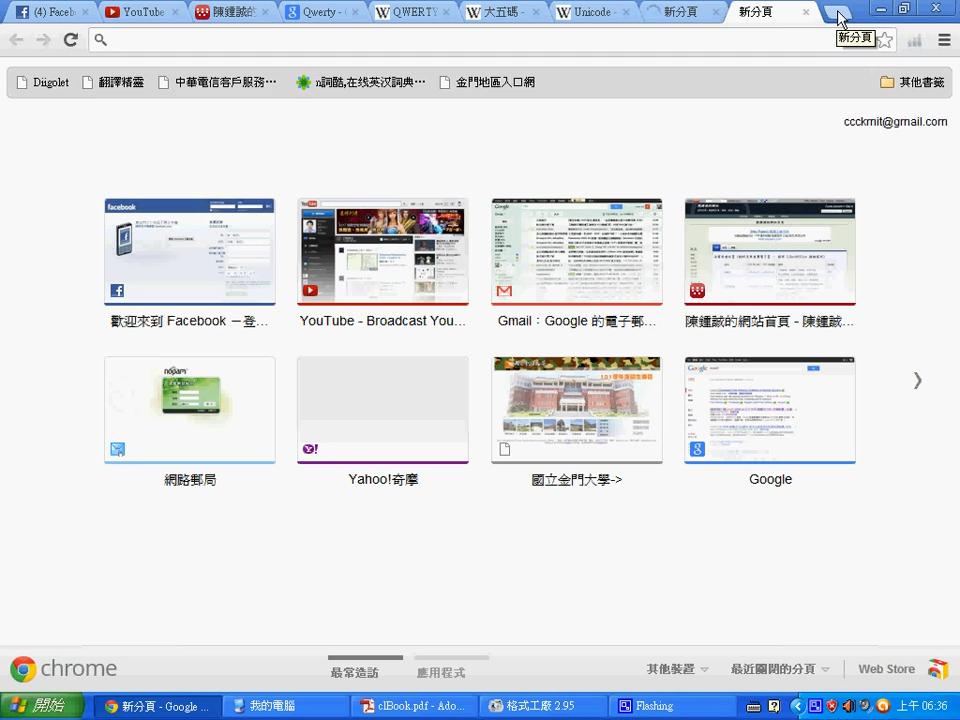 (4) Faceb
YouTube
陳鍾誠的
Qwerty -
QWERTY
大五碼 -
Unicode
新分頁
新分頁
新分頁
Diigolet
翻譯精靈
中華電信客戶服務…
n詞酷,在线英汉词典…
金門地區入口網
其他書籤
ccckmit@gmail.com
歡迎來到 Facebook －登...
YouTube - Broadcast You...
Gmail：Google 的電子郵...
陳鍾誠的網站首頁 - 陳鍾誠...
網路郵局
Yahoo!奇摩
國立金門大學->
Google
chrome
最常造訪
應用程式
其他裝置
最近關閉的分頁
Web Store
開始
新分頁 - Google ...
我的電腦
clBook.pdf - Ado...
格式工廠 2.95
Flashing
上午 06:36